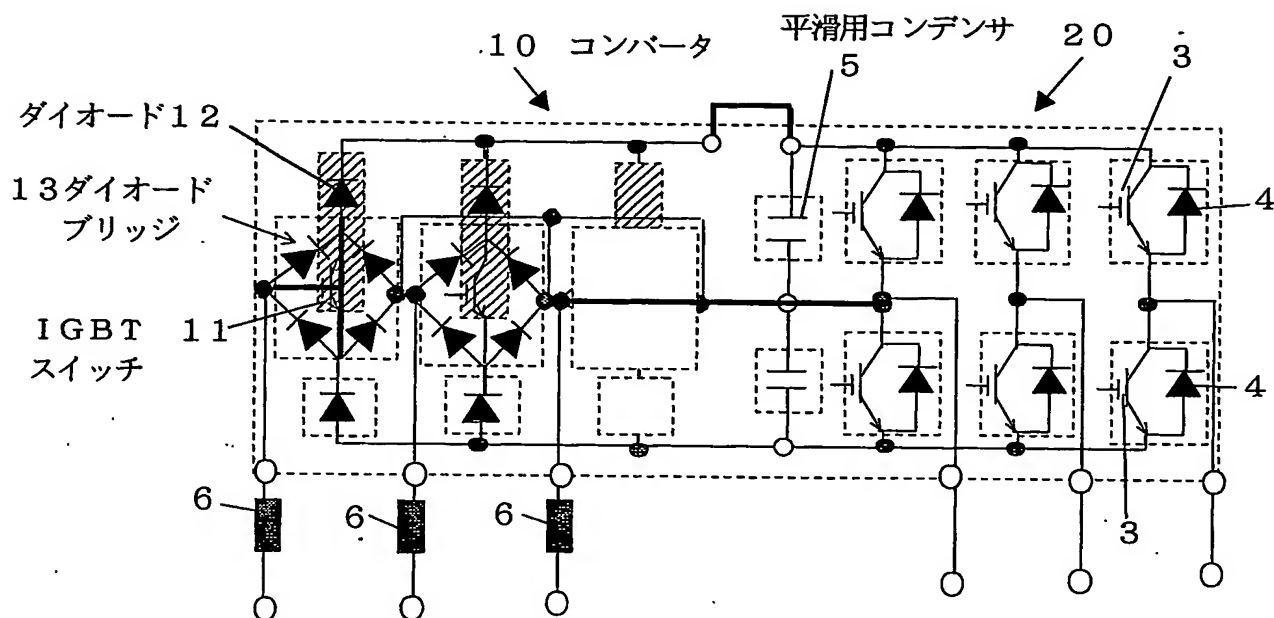 １０ コンバータ
平滑用コンデンサ
５
２０
３
ダイオード１２
１３ダイオード
ブリッジ
４
ＩＧＢＴ １１
スイッチ
４
６
６
６
３